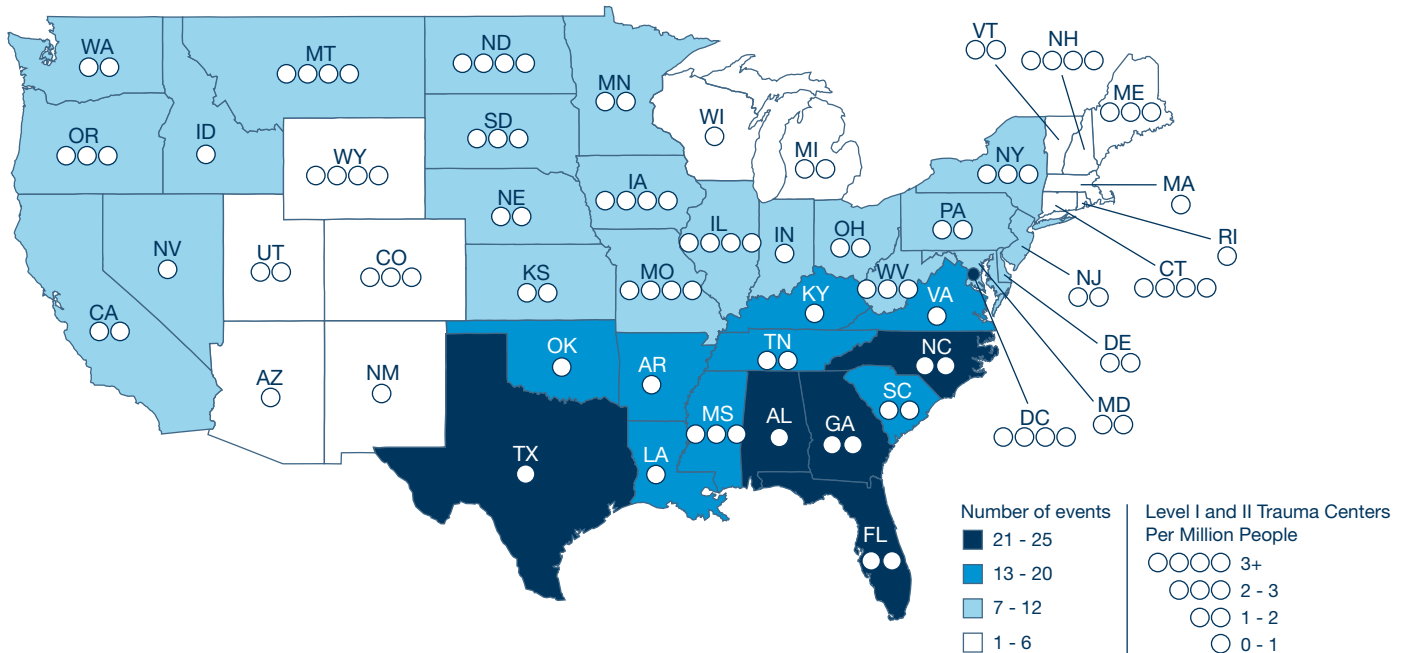 VT
NH
WA
MT
ND
MN
ME
OR
ID
SD
WI
MI
NY
WY
NE
IA
PA
MA
RI
NV
UT
CO
KS
MO
IL
IN
OH
WV
NJ
CT
CA
KY
VA
DE
OK
AR
TN
NC
AZ
NM
SC
DC
MD
MS
AL
GA
TX
LA
FL
Number of events
21 - 25
13 - 20
7 - 12
1 - 6
Level I and II Trauma Centers
Per Million People
3+
2 - 3
1 - 2
0 - 1